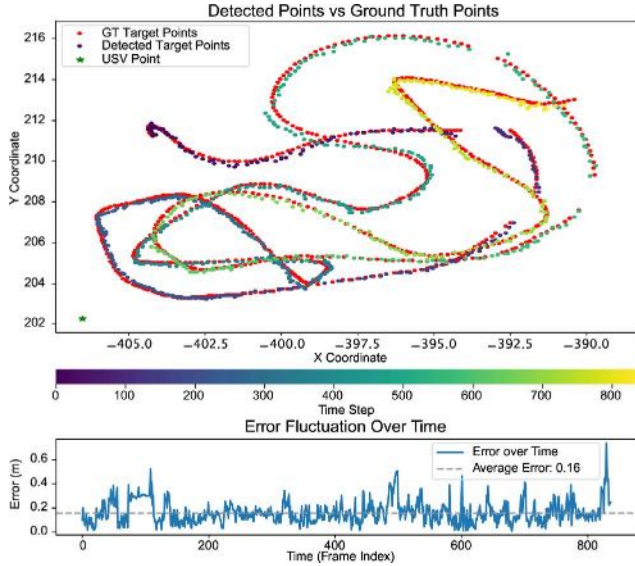 Detected Points vs Ground Truth Points
216
214
212
210
208
206
204
202
Y Coordinate
GT Target Points
Detected Target Points
USV Point
−405.0 −402.5 −400.0 −397.5 −395.0 −392.5 −390.0
X Coordinate
0 100 200 300 400 500 600 700 800
Time Step
Error Fluctuation Over Time
0.6
0.4
0.2
0.0
Error (m)
Error over Time
Average Error: 0.16
0 200 400 600 800
Time (Frame Index)